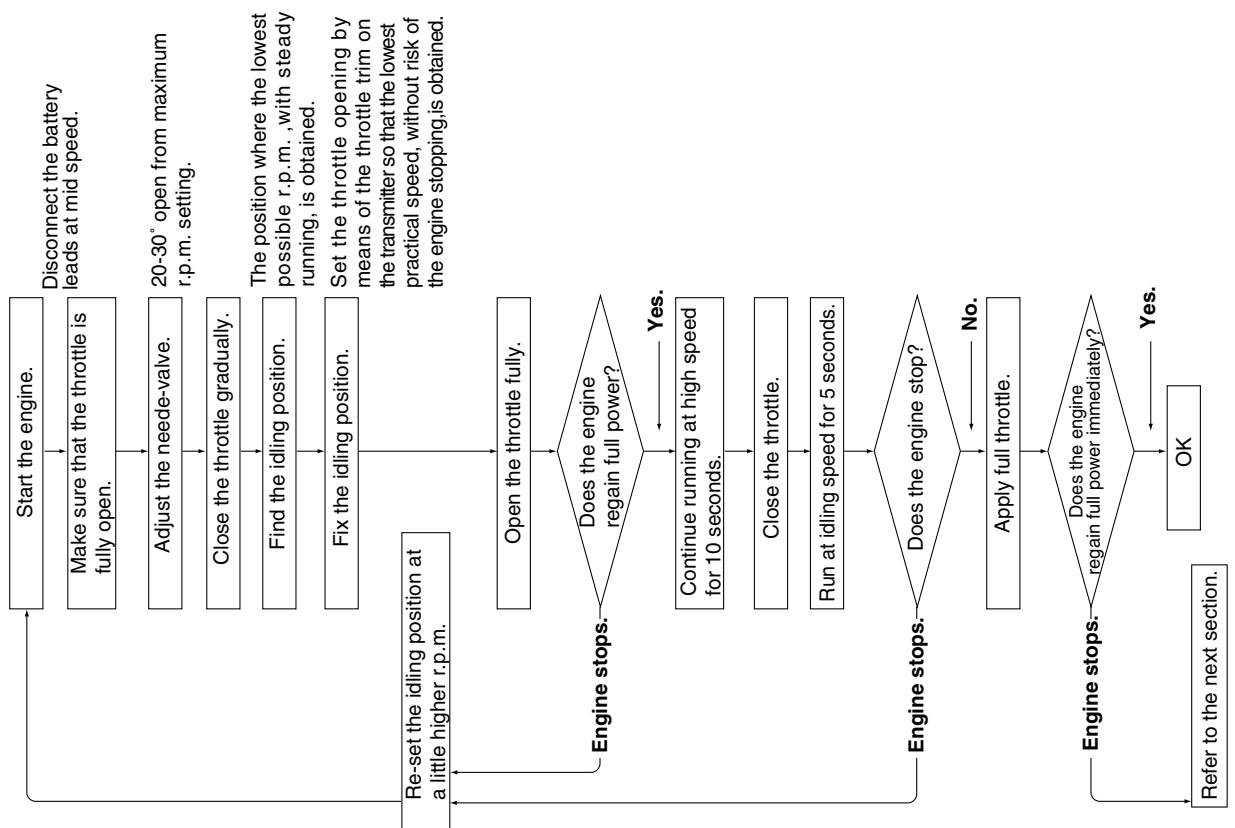 Start the engine.
Disconnect the battery
leads at mid speed.
Make sure that the throttle is
fully open.
Adjust the neede-valve.
20-30˚ open from maximum
r.p.m. setting.
Close the throttle gradually.
Find the idling position.
The position where the lowest
possible r.p.m. ,with steady
running, is obtained.
Fix the idling position.
Set the throttle opening by
means of the throttle trim on
the transmitter so that the lowest
practical speed, without risk of
the engine stopping,is obtained.
Re-set the idling position at
a little higher r.p.m.
Open the throttle fully.
Does the engine
regain full power?
Engine stops.
Yes.
Continue running at high speed
for 10 seconds.
Close the throttle.
Run at idling speed for 5 seconds.
Does the engine stop?
Engine stops.
No.
Apply full throttle.
Does the engine
regain full power immediately?
Engine stops.
Yes.
OK
Refer to the next section.